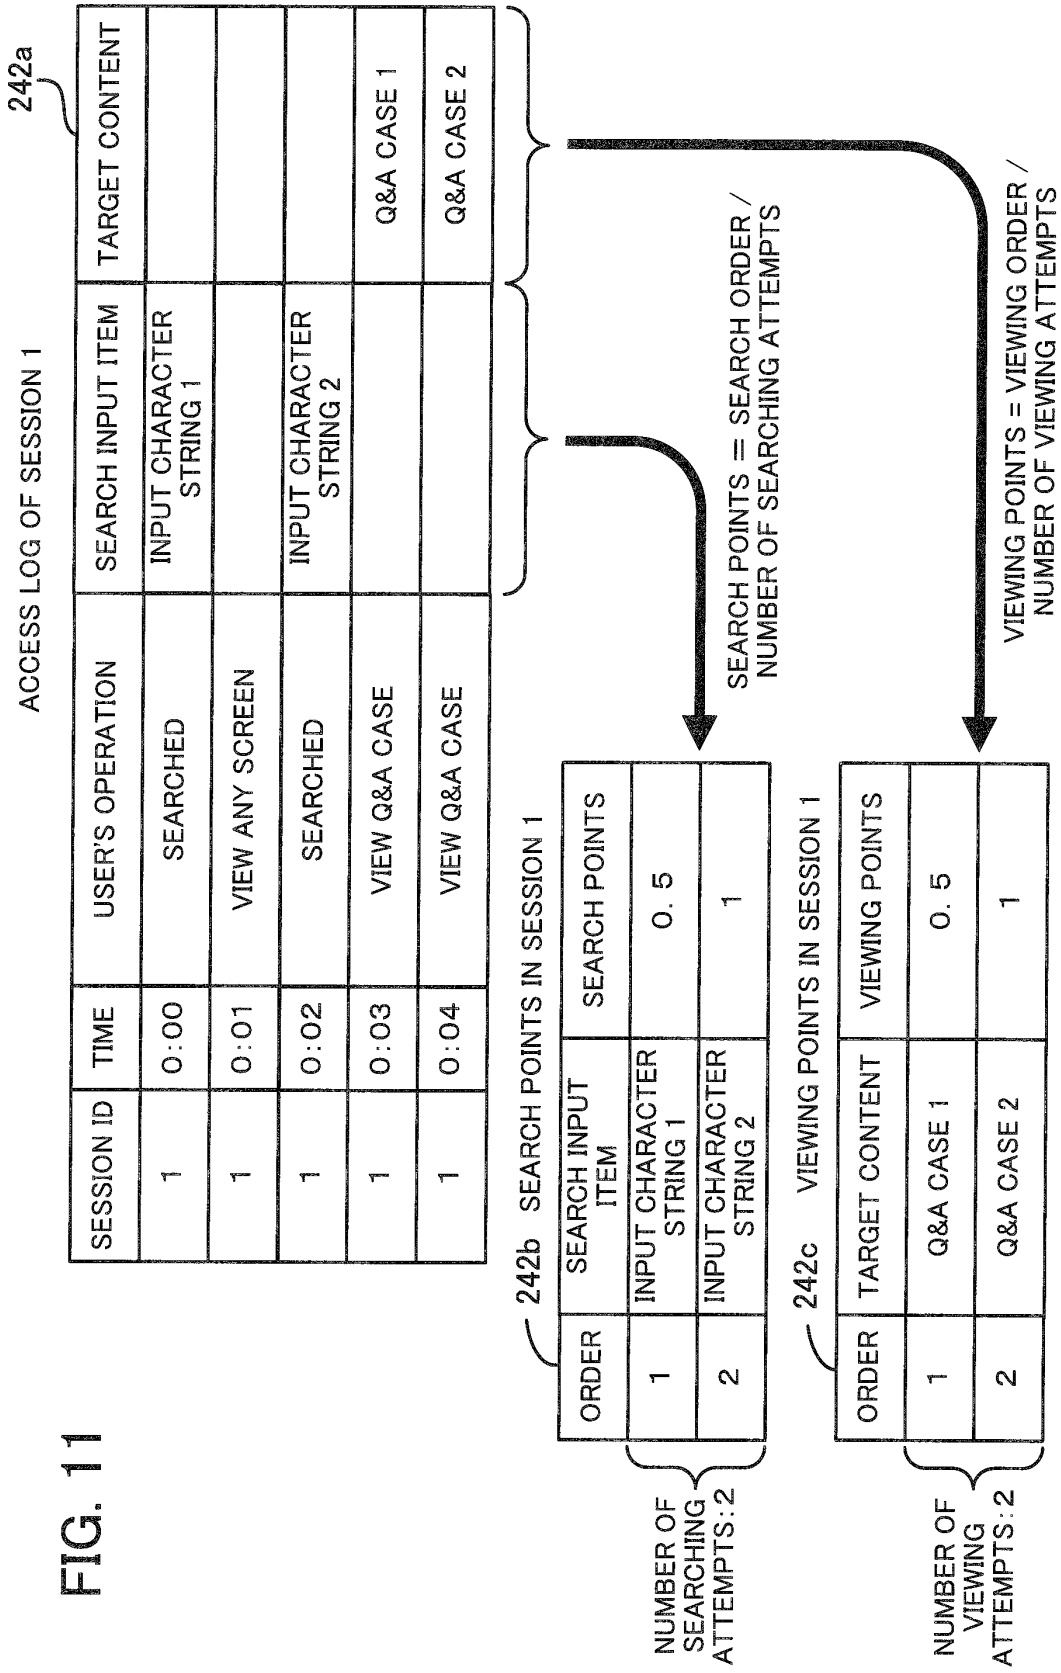 FIG. 11
ACCESS LOG OF SESSION 1
242a
SESSION ID TIME USER'S OPERATION SEARCH INPUT ITEM TARGET CONTENT
1 0:00 SEARCHED INPUT CHARACTER
STRING 1
1 0:01 VIEW ANY SCREEN
1 0:02 SEARCHED INPUT CHARACTER
STRING 2
1 0:03 VIEW Q&A CASE Q&A CASE 1
1 0:04 VIEW Q&A CASE Q&A CASE 2
242b SEARCH POINTS IN SESSION 1
ORDER SEARCH INPUT
ITEM SEARCH POINTS
1 INPUT CHARACTER
STRING 1 0. 5
2 INPUT CHARACTER
STRING 2 1
NUMBER OF
SEARCHING
ATTEMPTS:2
SEARCH POINTS = SEARCH ORDER /
NUMBER OF SEARCHING ATTEMPTS
242c VIEWING POINTS IN SESSION 1
ORDER TARGET CONTENT VIEWING POINTS
1 Q&A CASE 1 0. 5
2 Q&A CASE 2 1
NUMBER OF
VIEWING
ATTEMPTS:2
VIEWING POINTS = VIEWING ORDER /
NUMBER OF VIEWING ATTEMPTS